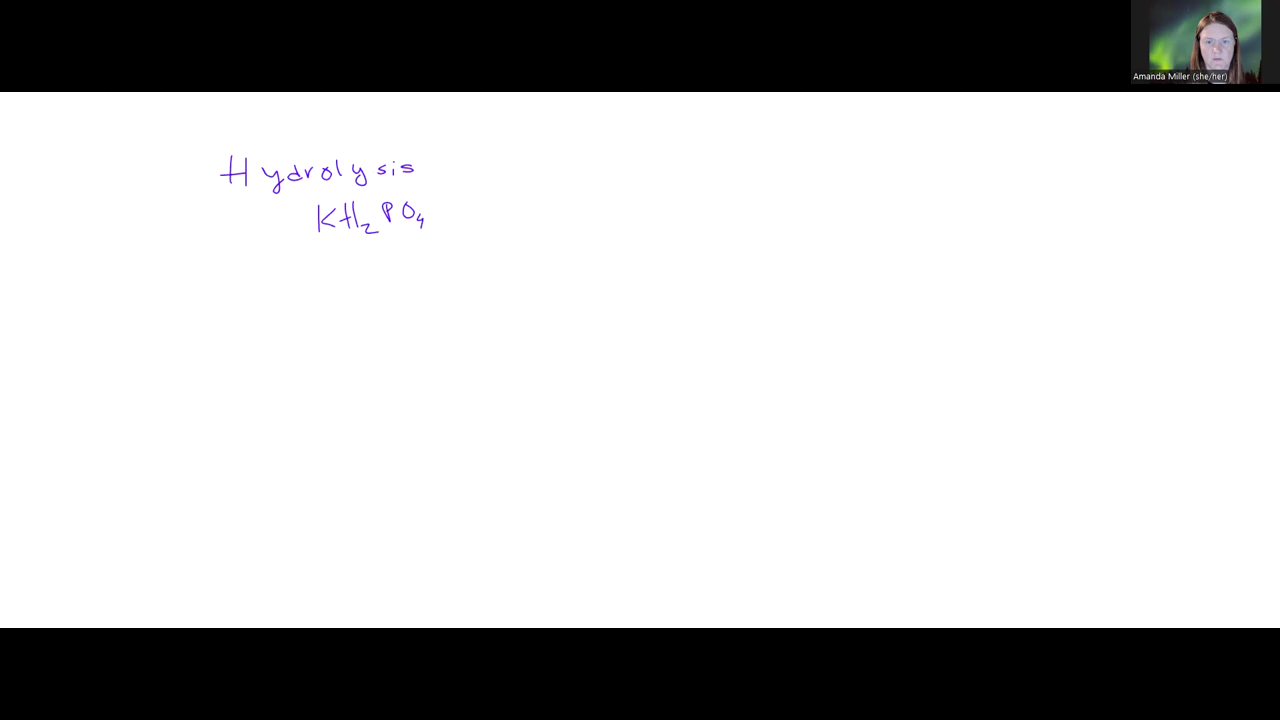 Amanda Miller (she/her)
Hydrolysis
KH₂PO₄